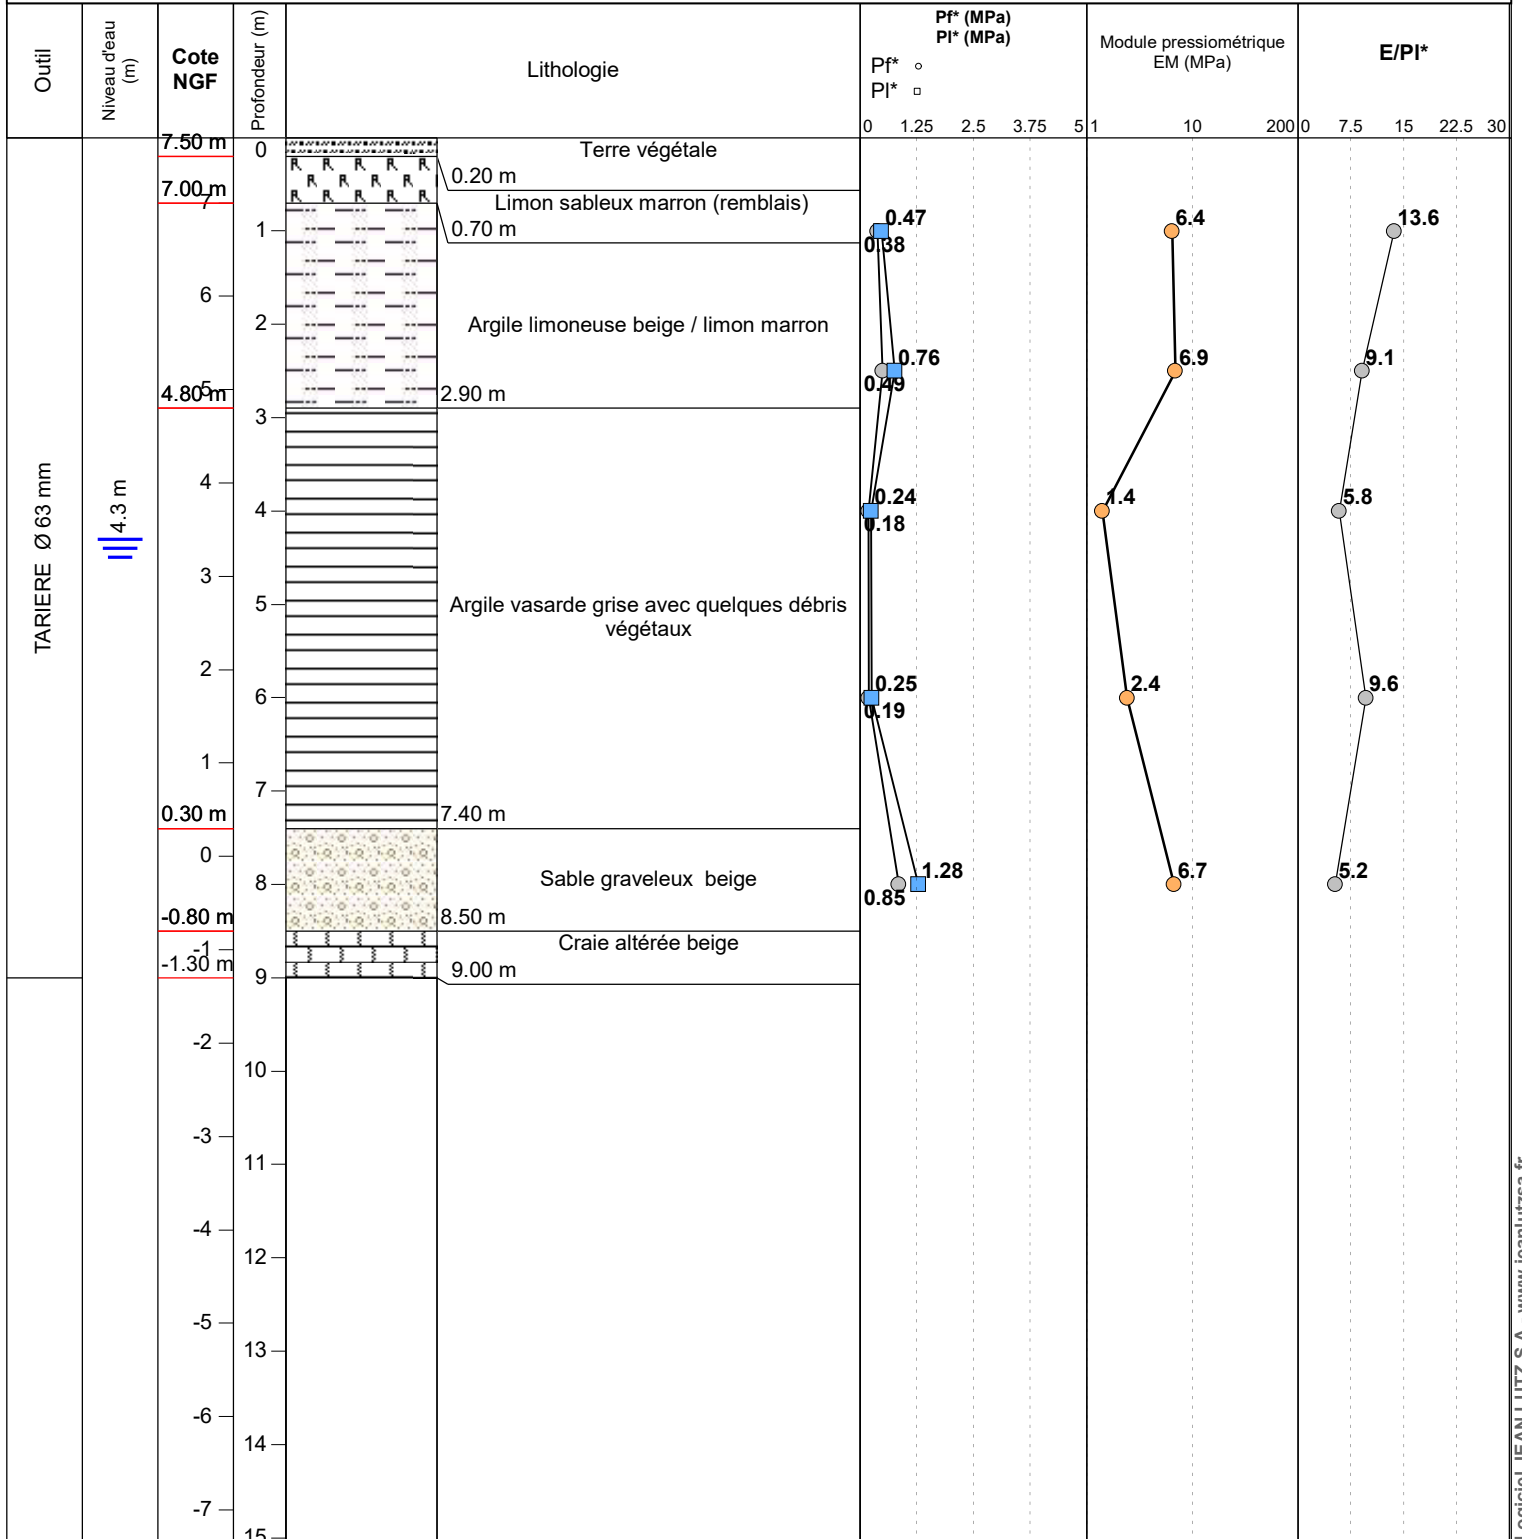 Outil
Niveau d'eau
(m)
Cote
NGF
Profondeur (m)
Lithologie
Pf* (MPa)
Pl* (MPa)
Pf*
Pl*
Module pressiométrique
EM (MPa)
E/Pl*
0 1.25 2.5 3.75 5
1 10 200
0 7.5 15 22.5 30
TARIERE Ø 63 mm
4.3 m
7.50 m
7.00 m
4.80 m
0.30 m
-0.80 m
-1.30 m
7
6
5
4
3
2
1
0
-1
-2
-3
-4
-5
-6
-7
0
1
2
3
4
5
6
7
8
9
10
11
12
13
14
15
Terre végétale
0.20 m
Limon sableux marron (remblais)
0.70 m
Argile limoneuse beige / limon marron
2.90 m
Argile vasarde grise avec quelques débris
végétaux
7.40 m
Sable graveleux beige
8.50 m
Craie altérée beige
9.00 m
0.47
0.38
0.76
0.49
0.24
0.18
0.25
0.19
1.28
0.85
6.4
6.9
1.4
2.4
6.7
13.6
9.1
5.8
9.6
5.2
Logiciel JEAN LUTZ S.A - www.jeanlutzsa.fr